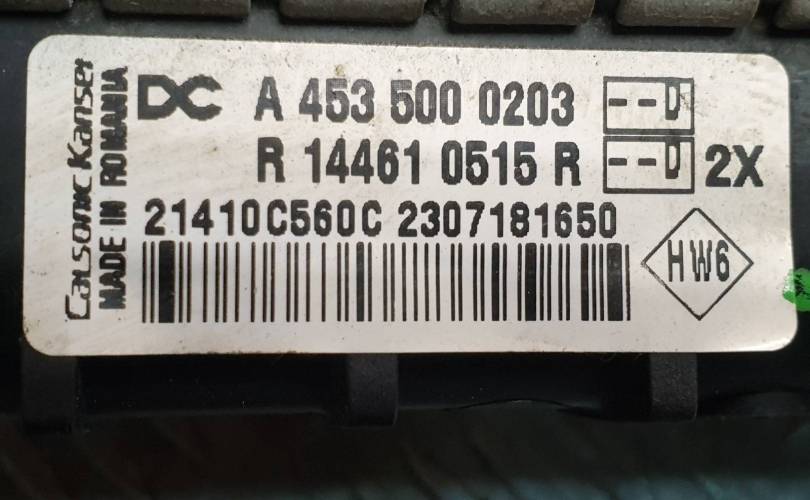 Calsonic Kansei
MADE IN ROMANIA
DC A 453 500 0203
R 14461 0515 R 2X
21410C560C 2307181650
HW6